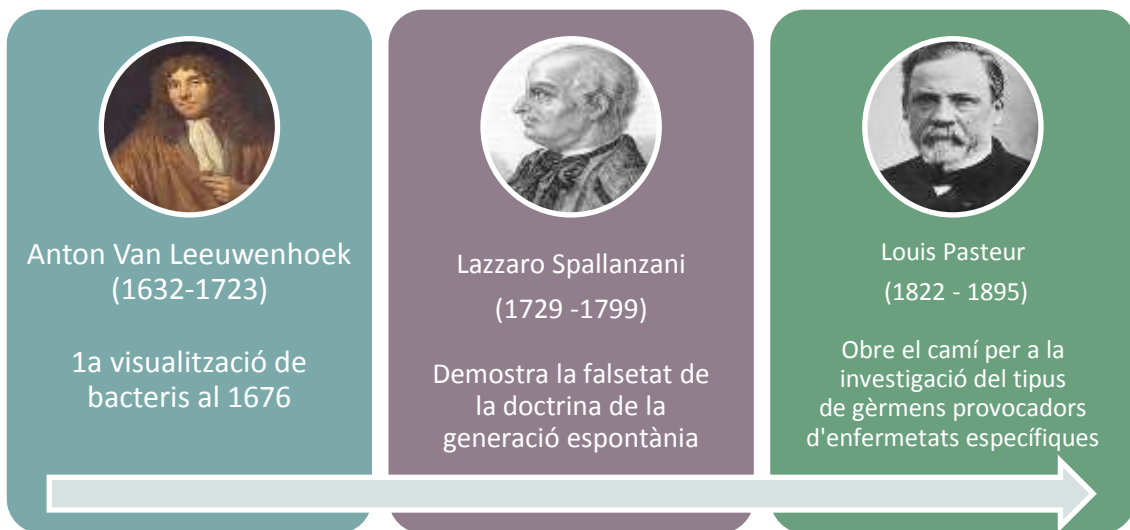 Anton Van Leeuwenhoek
(1632-1723)
1a visualització de
bacteris al 1676
Lazzaro Spallanzani
(1729 -1799)
Demostra la falsetat de
la doctrina de la
generació espontània
Louis Pasteur
(1822 - 1895)
Obre el camí per a la
investigació del tipus
de gèrmens provocadors
d'enfermetats específiques